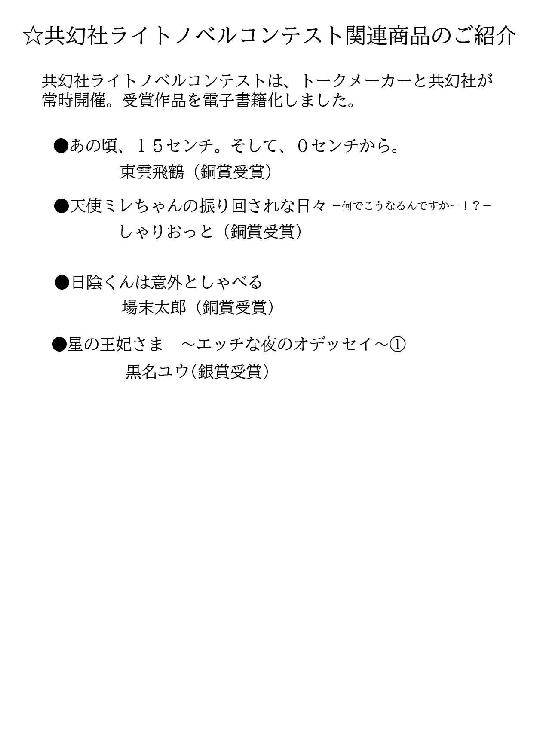 ☆共幻社ライトノベルコンテスト関連商品のご紹介
共幻社ライトノベルコンテストは、トークメーカーと共幻社が
常時開催。受賞作品を電子書籍化しました。
●あの頃、１５センチ。そして、０センチから。
東雲飛鶴（銅賞受賞）
●天使ミレちゃんの振り回されな日々 －何でこうなるんですか~！？－
しゃりおっと（銅賞受賞）
●日陰くんは意外としゃべる
場末太郎（銅賞受賞）
●星の王妃さま　～エッチな夜のオデッセイ～①
黒名ユウ（銀賞受賞）